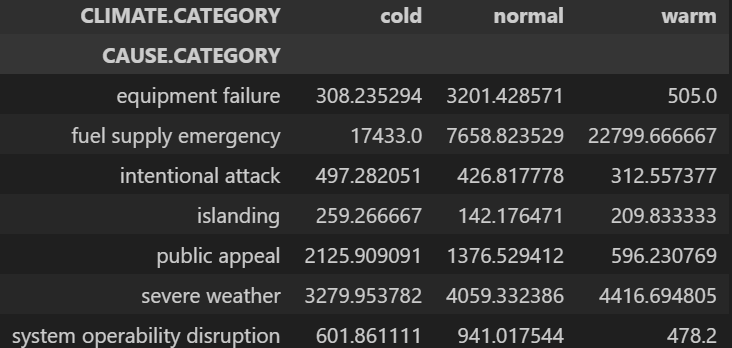 CLIMATE.CATEGORY cold normal warm
CAUSE.CATEGORY
equipment failure 308.235294 3201.428571 505.0
fuel supply emergency 17433.0 7658.823529 22799.666667
intentional attack 497.282051 426.817778 312.557377
islanding 259.266667 142.176471 209.833333
public appeal 2125.909091 1376.529412 596.230769
severe weather 3279.953782 4059.332386 4416.694805
system operability disruption 601.861111 941.017544 478.2